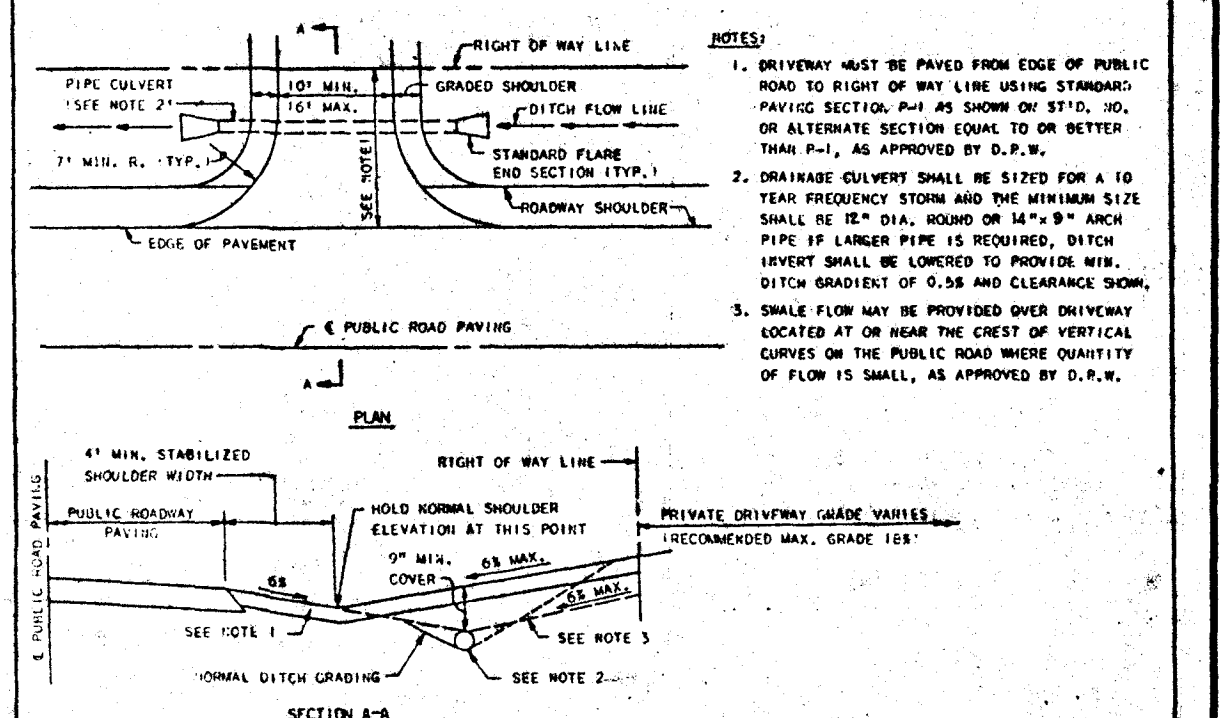 A
RIGHT OF WAY LINE
PIPE CULVERT
(SEE NOTE 2)
10' MIN.
16' MAX.
GRADED SHOULDER
DITCH FLOW LINE
7' MIN. R. (TYP.)
SEE NOTE 1
STANDARD FLARE
END SECTION (TYP.)
ROADWAY SHOULDER
EDGE OF PAVEMENT
℄ PUBLIC ROAD PAVING
A
PLAN
NOTES:
1. DRIVEWAY MUST BE PAVED FROM EDGE OF PUBLIC
ROAD TO RIGHT OF WAY LINE USING STANDARD
PAVING SECTION P-1 AS SHOWN ON ST'D. NO.
OR ALTERNATE SECTION EQUAL TO OR BETTER
THAN P-1, AS APPROVED BY D.P.W.
2. DRAINAGE CULVERT SHALL BE SIZED FOR A 10
YEAR FREQUENCY STORM AND THE MINIMUM SIZE
SHALL BE 12" DIA. ROUND OR 14"x 9" ARCH
PIPE IF LARGER PIPE IS REQUIRED, DITCH
INVERT SHALL BE LOWERED TO PROVIDE MIN.
DITCH GRADIENT OF 0.5% AND CLEARANCE SHOWN.
3. SWALE FLOW MAY BE PROVIDED OVER DRIVEWAY
LOCATED AT OR NEAR THE CREST OF VERTICAL
CURVES ON THE PUBLIC ROAD WHERE QUANTITY
OF FLOW IS SMALL, AS APPROVED BY D.P.W.
4' MIN. STABILIZED
SHOULDER WIDTH
RIGHT OF WAY LINE
℄ PUBLIC ROAD PAVING
PUBLIC ROADWAY
PAVING
HOLD NORMAL SHOULDER
ELEVATION AT THIS POINT
PRIVATE DRIVEWAY GRADE VARIES
(RECOMMENDED MAX. GRADE 18%)
9" MIN.
COVER
6% MAX.
6%
6% MAX.
SEE NOTE 1
SEE NOTE 3
NORMAL DITCH GRADING
SEE NOTE 2
SECTION A-A